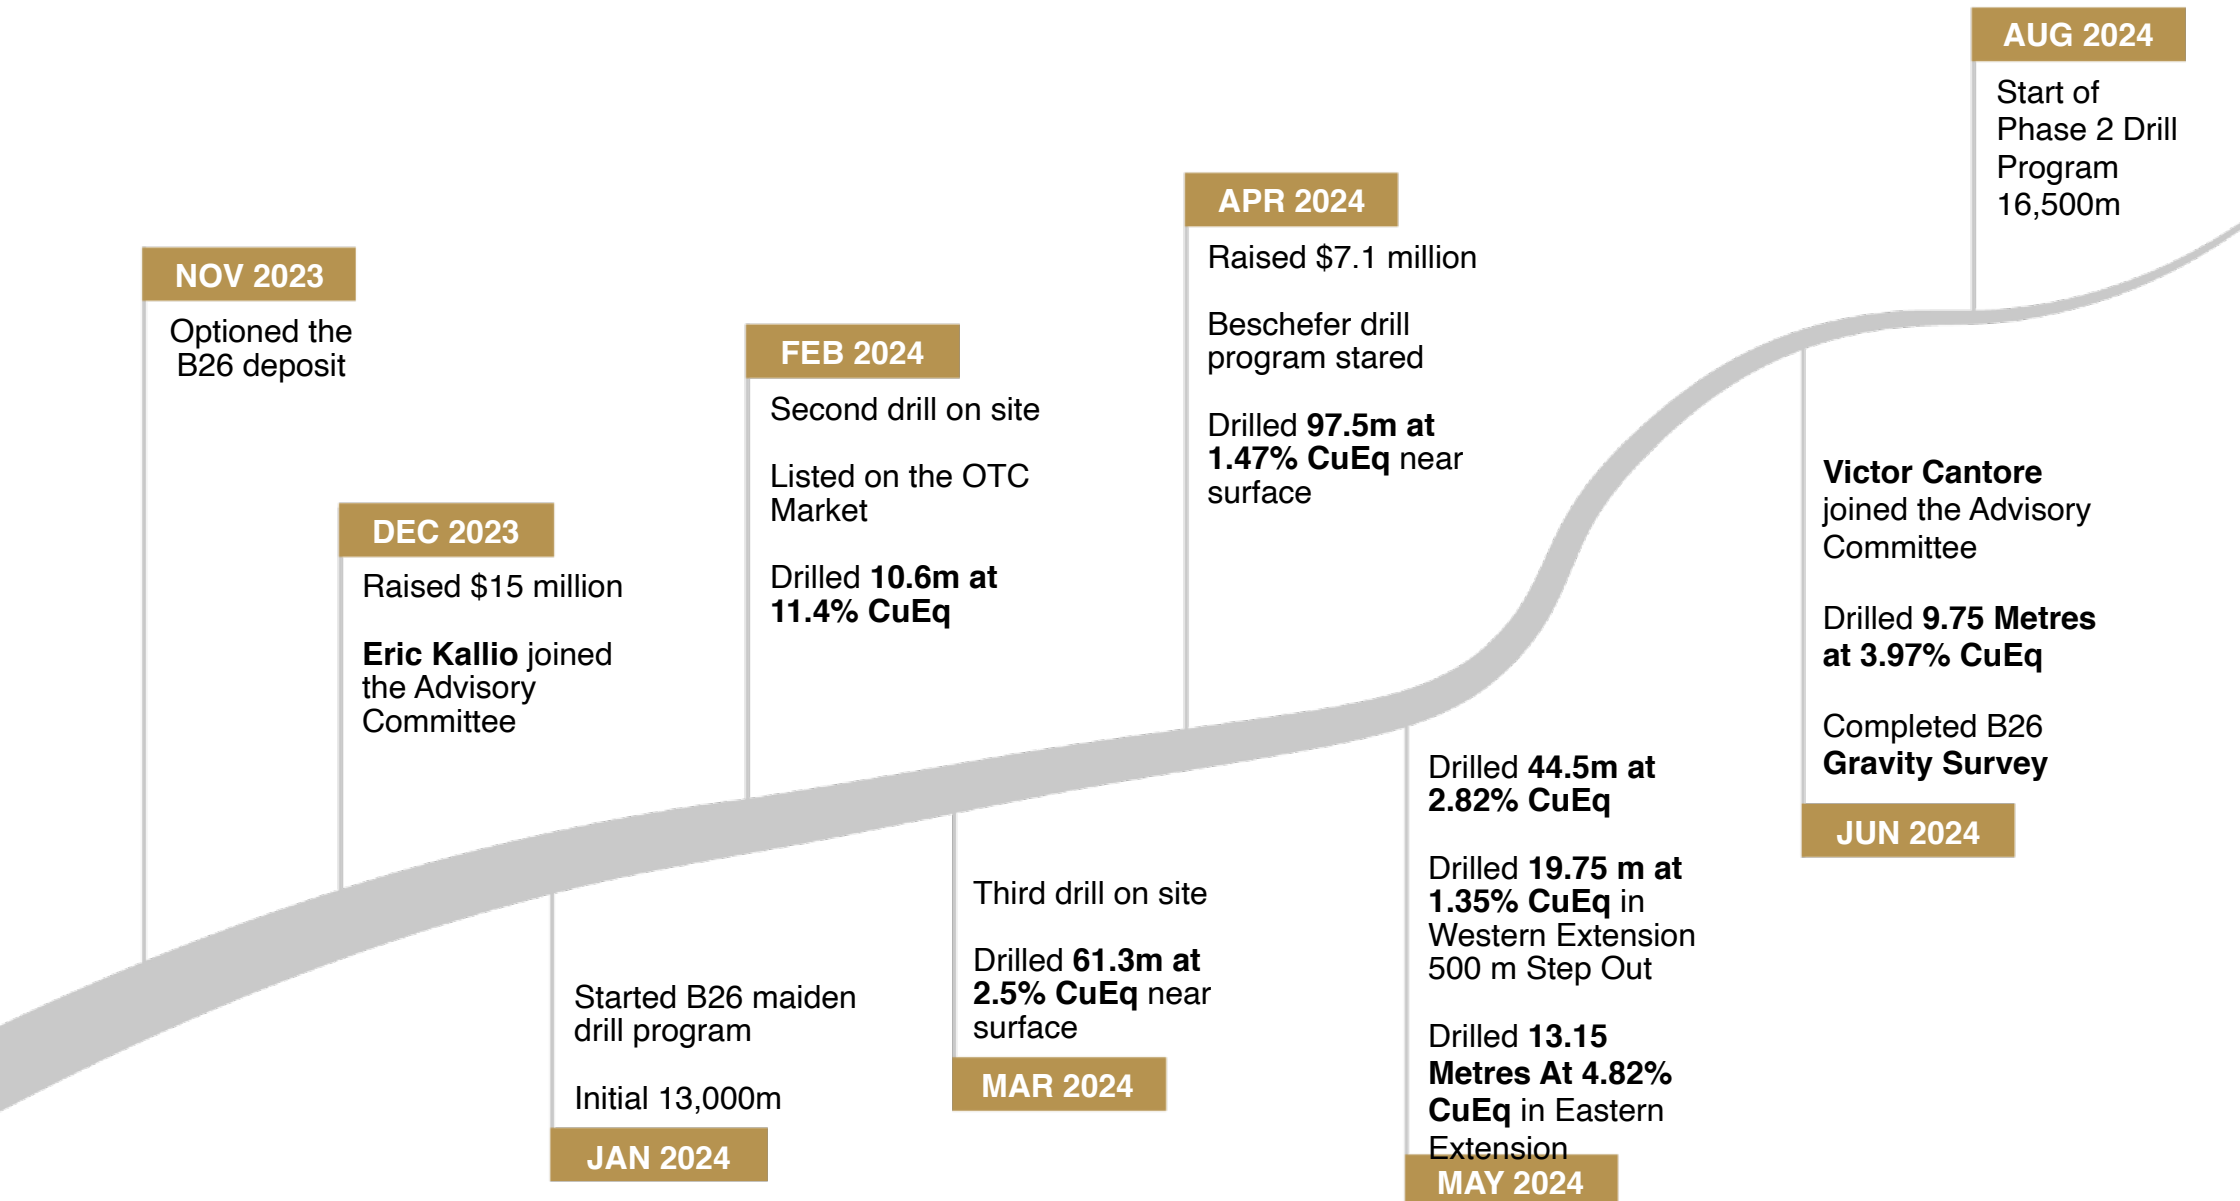 NOV 2023
Optioned the
B26 deposit
DEC 2023
Raised $15 million
Eric Kallio joined
the Advisory
Committee
Started B26 maiden
drill program
Initial 13,000m
JAN 2024
FEB 2024
Second drill on site
Listed on the OTC
Market
Drilled 10.6m at
11.4% CuEq
Third drill on site
Drilled 61.3m at
2.5% CuEq near
surface
MAR 2024
APR 2024
Raised $7.1 million
Beschefer drill
program stared
Drilled 97.5m at
1.47% CuEq near
surface
Drilled 44.5m at
2.82% CuEq
Drilled 19.75 m at
1.35% CuEq in
Western Extension
500 m Step Out
Drilled 13.15
Metres At 4.82%
CuEq in Eastern
Extension
MAY 2024
Victor Cantore
joined the Advisory
Committee
Drilled 9.75 Metres
at 3.97% CuEq
Completed B26
Gravity Survey
JUN 2024
AUG 2024
Start of
Phase 2 Drill
Program
16,500m